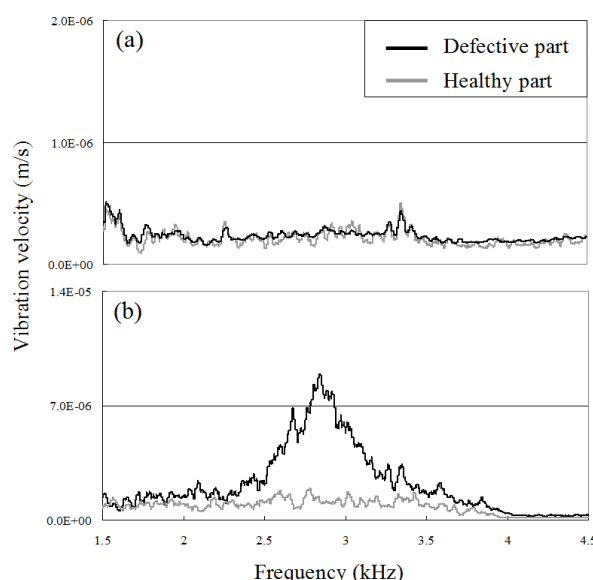 2.0E-06
(a)
Defective part
Healthy part
1.0E-06
0.0E+00
Vibration velocity (m/s)
1.4E-05
(b)
7.0E-06
0.0E+00
1.5 2 2.5 3 3.5 4 4.5
Frequency (kHz)